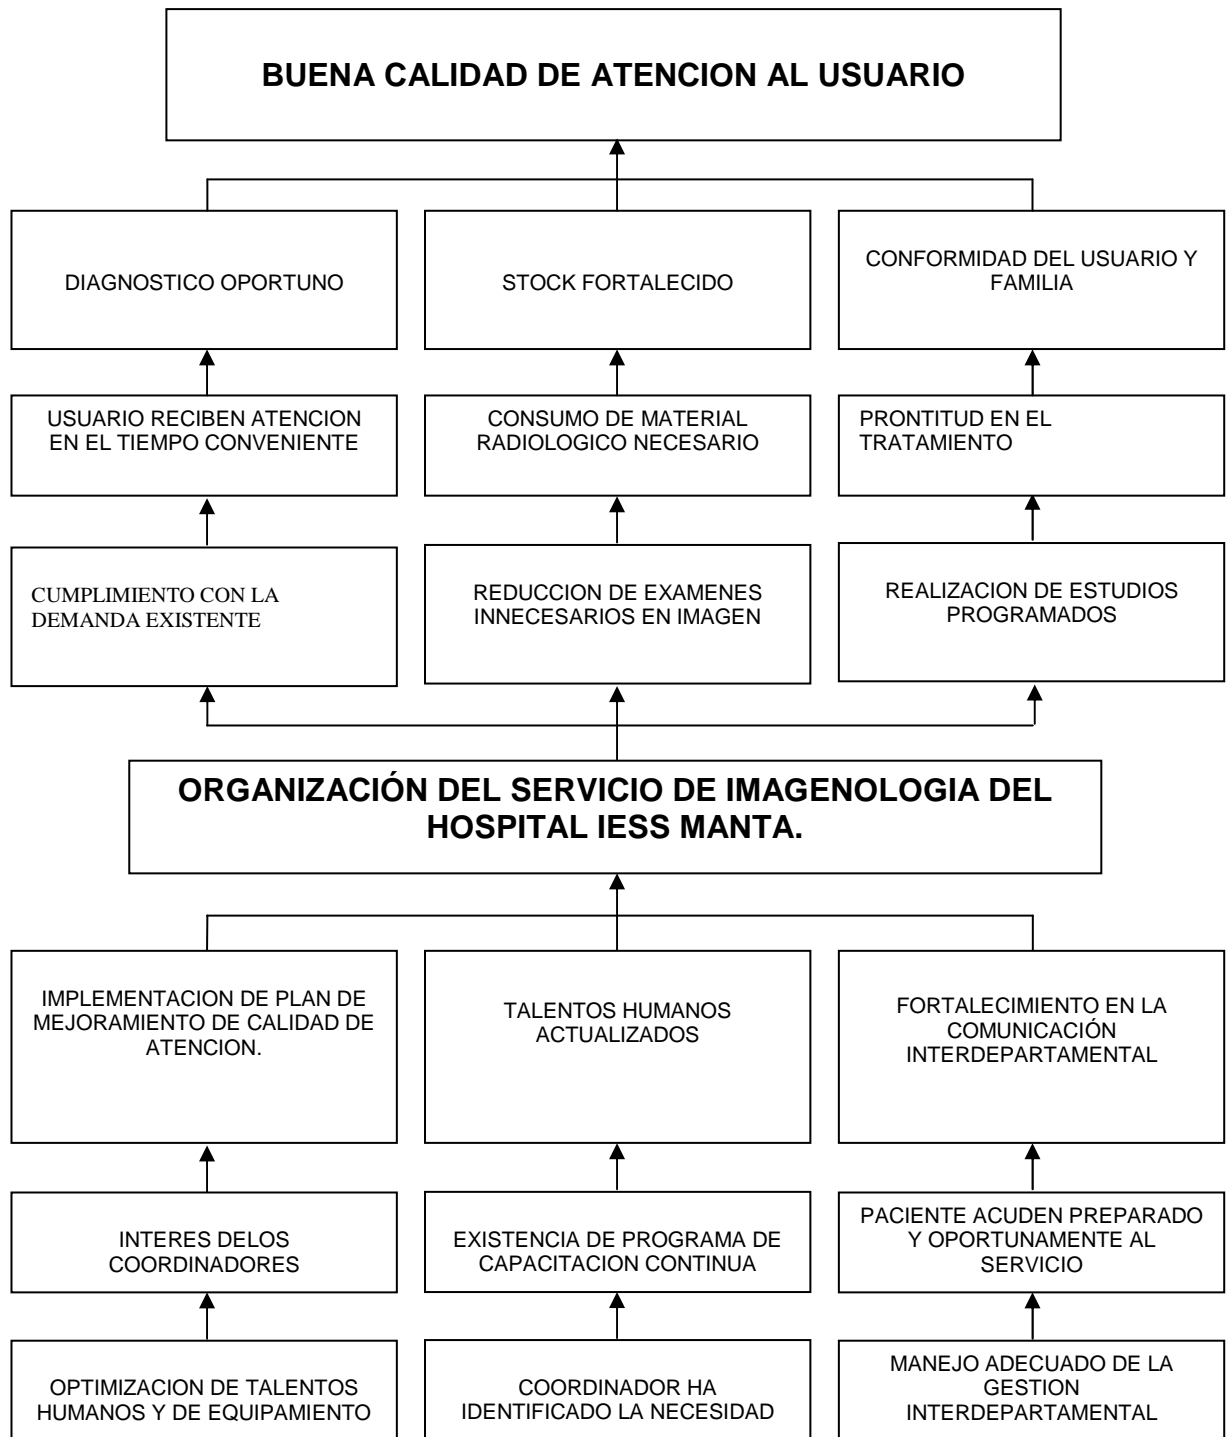 BUENA CALIDAD DE ATENCION AL USUARIO
DIAGNOSTICO OPORTUNO
STOCK FORTALECIDO
CONFORMIDAD DEL USUARIO Y
FAMILIA
USUARIO RECIBEN ATENCION
EN EL TIEMPO CONVENIENTE
CONSUMO DE MATERIAL
RADIOLOGICO NECESARIO
PRONTITUD EN EL
TRATAMIENTO
CUMPLIMIENTO CON LA
DEMANDA EXISTENTE
REDUCCION DE EXAMENES
INNECESARIOS EN IMAGEN
REALIZACION DE ESTUDIOS
PROGRAMADOS
ORGANIZACIÓN DEL SERVICIO DE IMAGENOLOGIA DEL
HOSPITAL IESS MANTA.
IMPLEMENTACION DE PLAN DE
MEJORAMIENTO DE CALIDAD DE
ATENCION.
TALENTOS HUMANOS
ACTUALIZADOS
FORTALECIMIENTO EN LA
COMUNICACIÓN
INTERDEPARTAMENTAL
INTERES DELOS
COORDINADORES
EXISTENCIA DE PROGRAMA DE
CAPACITACION CONTINUA
PACIENTE ACUDEN PREPARADO
Y OPORTUNAMENTE AL
SERVICIO
OPTIMIZACION DE TALENTOS
HUMANOS Y DE EQUIPAMIENTO
COORDINADOR HA
IDENTIFICADO LA NECESIDAD
MANEJO ADECUADO DE LA
GESTION
INTERDEPARTAMENTAL